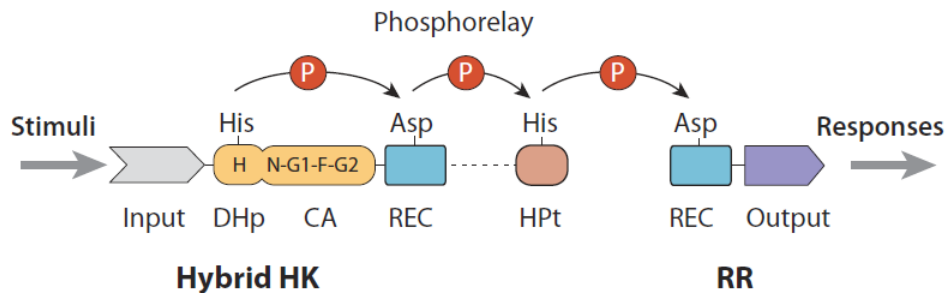 Phosphorelay
P P P
Stimuli His Asp His Asp Responses
H N-G1-F-G2
Input DHp CA REC HPt REC Output
Hybrid HK RR